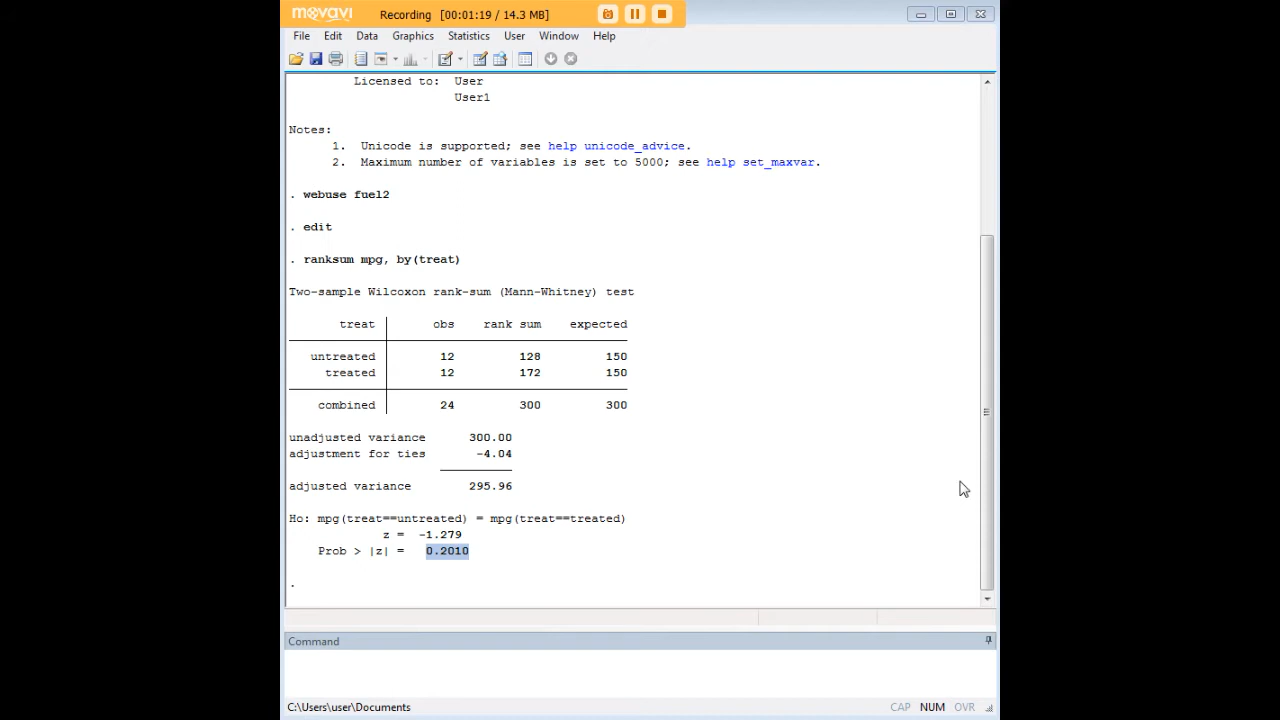 movavi Recording [00:01:19 / 14.3 MB]
File Edit Data Graphics Statistics User Window Help
Licensed to: User
User1
Notes:
1. Unicode is supported; see help unicode_advice.
2. Maximum number of variables is set to 5000; see help set_maxvar.
. webuse fuel2
. edit
. ranksum mpg, by(treat)
Two-sample Wilcoxon rank-sum (Mann-Whitney) test
treat obs rank sum expected
untreated 12 128 150
treated 12 172 150
combined 24 300 300
unadjusted variance 300.00
adjustment for ties -4.04
adjusted variance 295.96
Ho: mpg(treat==untreated) = mpg(treat==treated)
z = -1.279
Prob > |z| = 0.2010
.
Command
C:\Users\user\Documents CAP NUM OVR